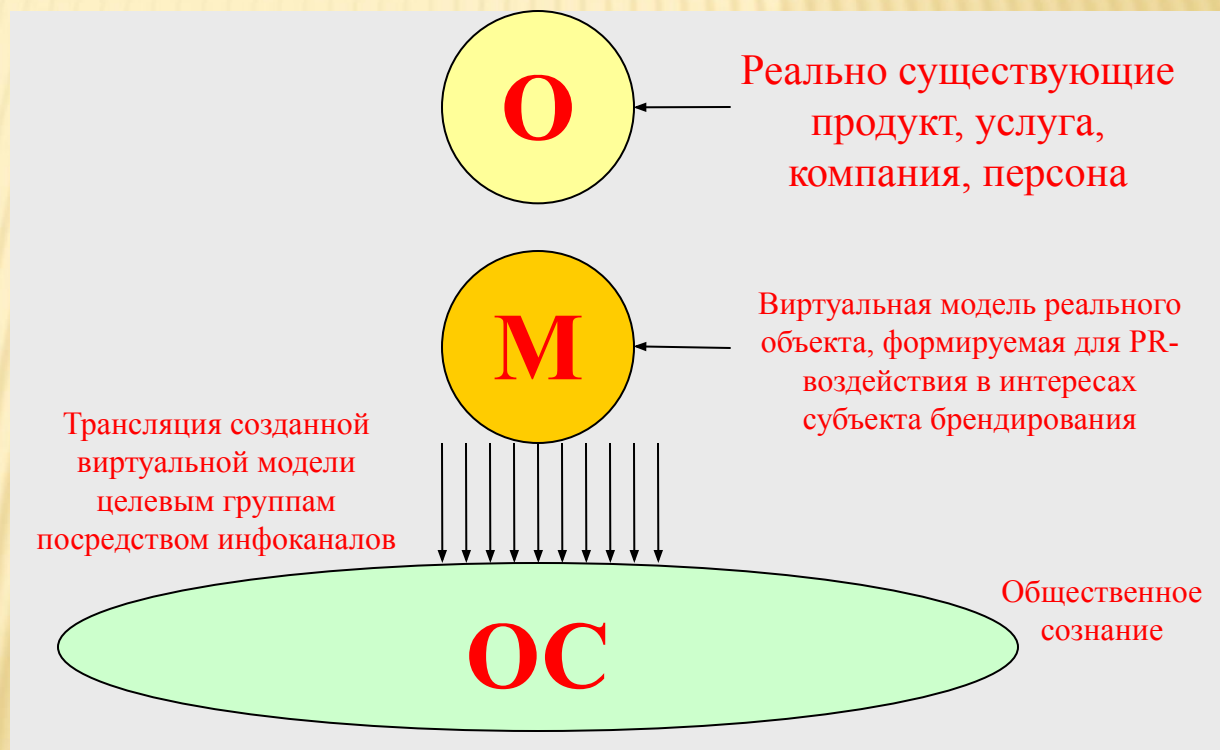 О
Реально существующие
продукт, услуга,
компания, персона
М
Виртуальная модель реального
объекта, формируемая для PR-
воздействия в интересах
субъекта брендирования
Трансляция созданной
виртуальной модели
целевым группам
посредством инфоканалов
Общественное
сознание
ОС